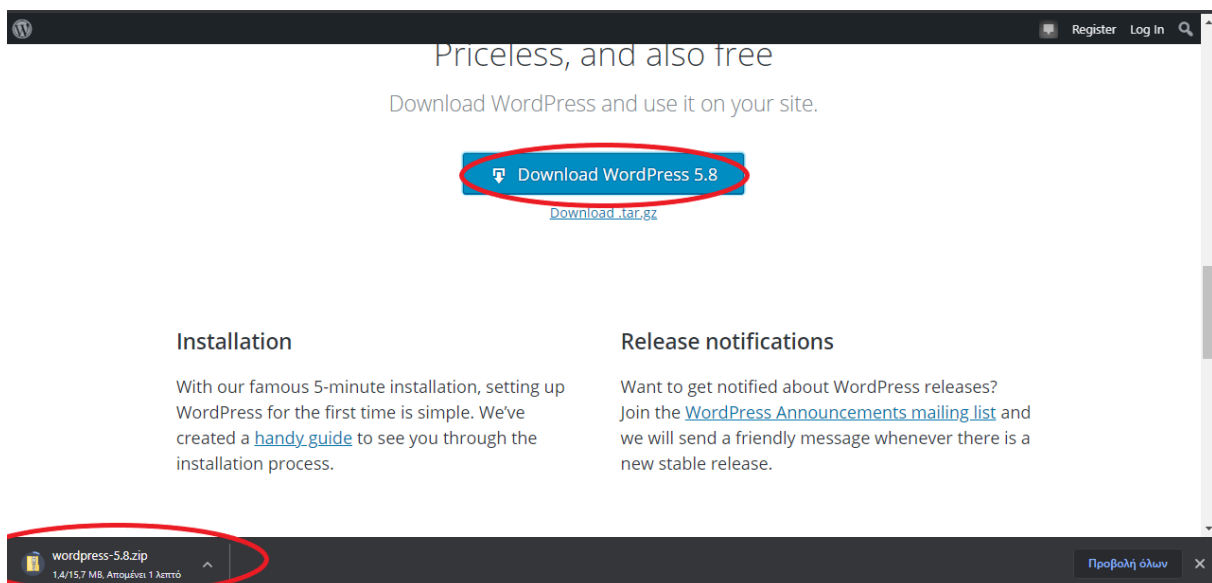 Register Log In
Priceless, and also free
Download WordPress and use it on your site.
Download WordPress 5.8
Download .tar.gz
Installation
With our famous 5-minute installation, setting up
WordPress for the first time is simple. We’ve
created a handy guide to see you through the
installation process.
Release notifications
Want to get notified about WordPress releases?
Join the WordPress Announcements mailing list and
we will send a friendly message whenever there is a
new stable release.
wordpress-5.8.zip
1,4/15,7 MB, Απομένει 1 λεπτό
Προβολή όλων